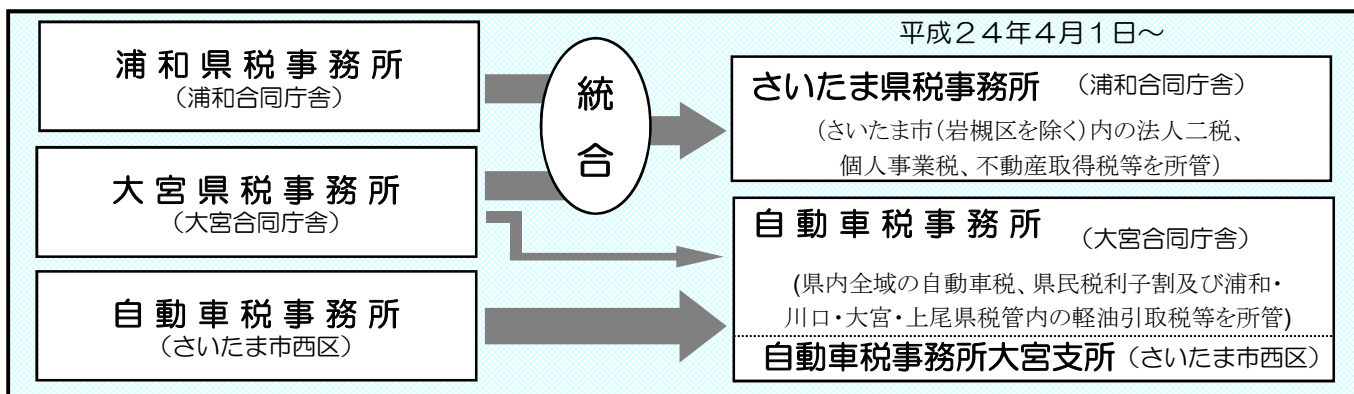 浦和県税事務所
（浦和合同庁舎）
大宮県税事務所
（大宮合同庁舎）
自動車税事務所
（さいたま市西区）
統
合
平成２４年４月１日～
さいたま県税事務所 （浦和合同庁舎）
（さいたま市（岩槻区を除く）内の法人二税、
個人事業税、不動産取得税等を所管）
自動車税事務所 （大宮合同庁舎）
(県内全域の自動車税、県民税利子割及び浦和・
川口・大宮・上尾県税管内の軽油引取税等を所管)
自動車税事務所大宮支所（さいたま市西区）